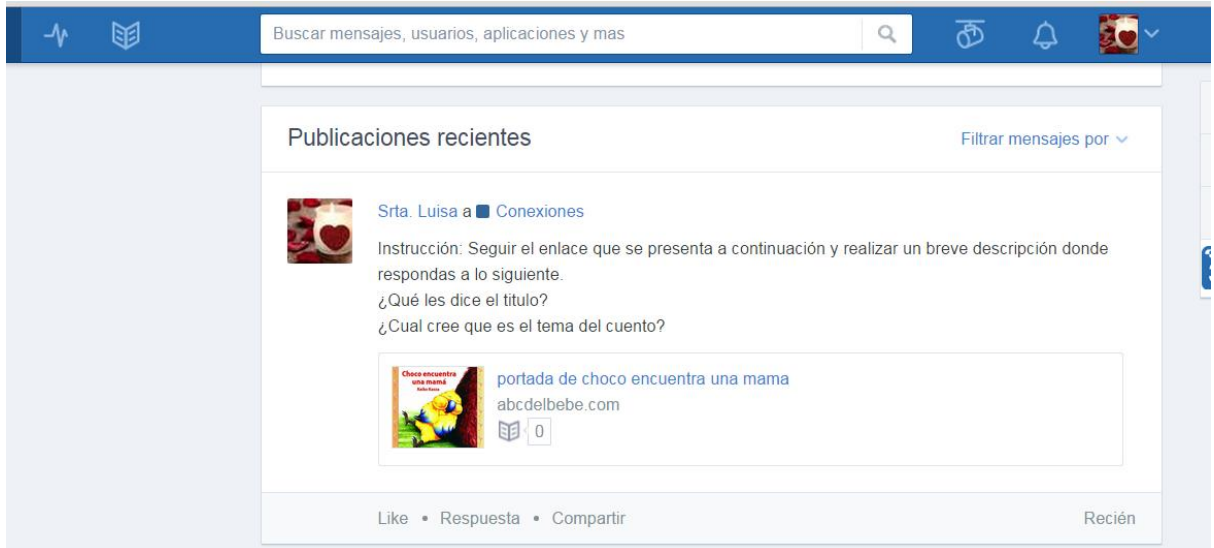 Buscar mensajes, usuarios, aplicaciones y mas
Publicaciones recientes
Filtrar mensajes por
Srta. Luisa a Conexiones
Instrucción: Seguir el enlace que se presenta a continuación y realizar un breve descripción donde
respondas a lo siguiente.
¿Qué les dice el titulo?
¿Cual cree que es el tema del cuento?
Choco encuentra
una mamá
Keiko Kasza
portada de choco encuentra una mama
abcdelbebe.com
0
Like • Respuesta • Compartir
Recién